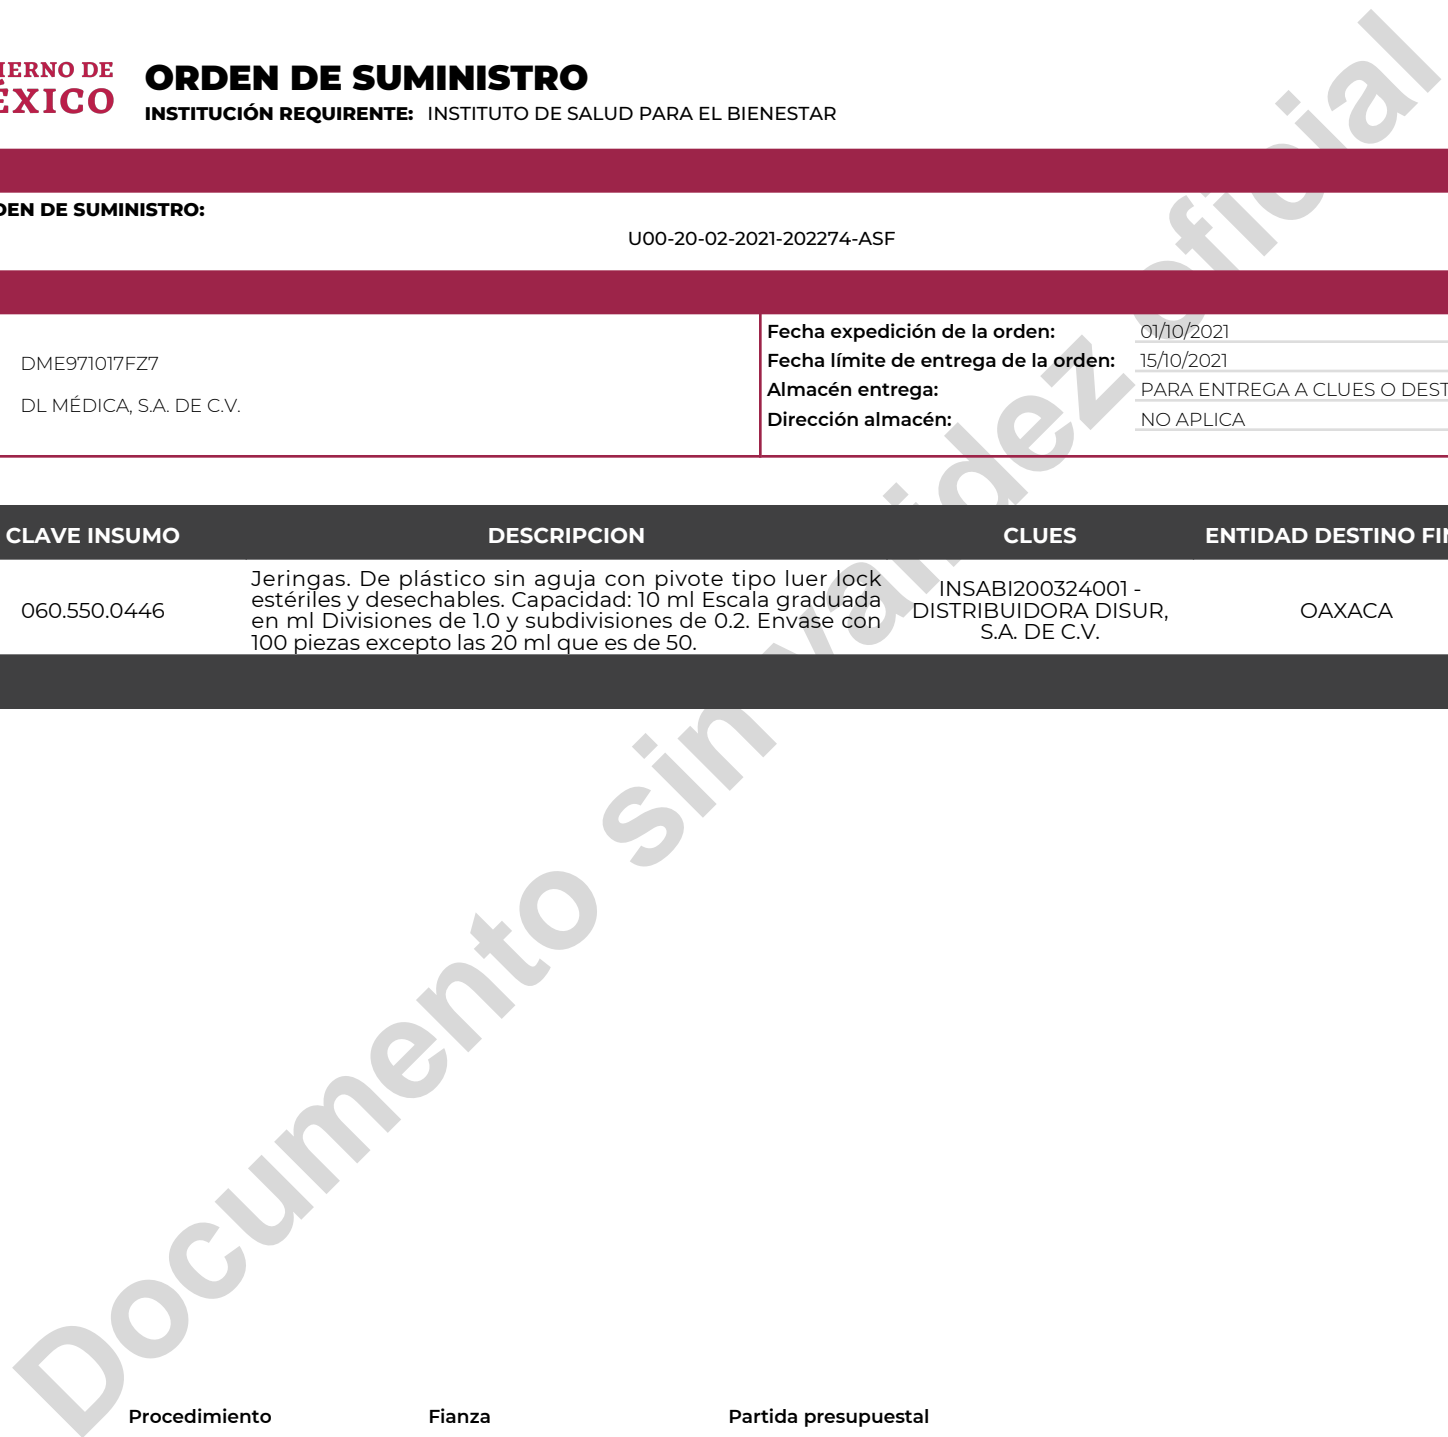 IERNO DE
ÉXICO
ORDEN DE SUMINISTRO
INSTITUCIÓN REQUIRENTE: INSTITUTO DE SALUD PARA EL BIENESTAR
DEN DE SUMINISTRO:
U00-20-02-2021-202274-ASF
DME971017FZ7
DL MÉDICA, S.A. DE C.V.
Fecha expedición de la orden: 01/10/2021
Fecha límite de entrega de la orden: 15/10/2021
Almacén entrega: PARA ENTREGA A CLUES O DEST
Dirección almacén: NO APLICA
CLAVE INSUMO DESCRIPCION CLUES ENTIDAD DESTINO FIN
060.550.0446
Jeringas. De plástico sin aguja con pivote tipo luer lock
estériles y desechables. Capacidad: 10 ml Escala graduada
en ml Divisiones de 1.0 y subdivisiones de 0.2. Envase con
100 piezas excepto las 20 ml que es de 50.
INSABI200324001 -
DISTRIBUIDORA DISUR,
S.A. DE C.V.
OAXACA
Documento sin validez oficial
Procedimiento Fianza Partida presupuestal